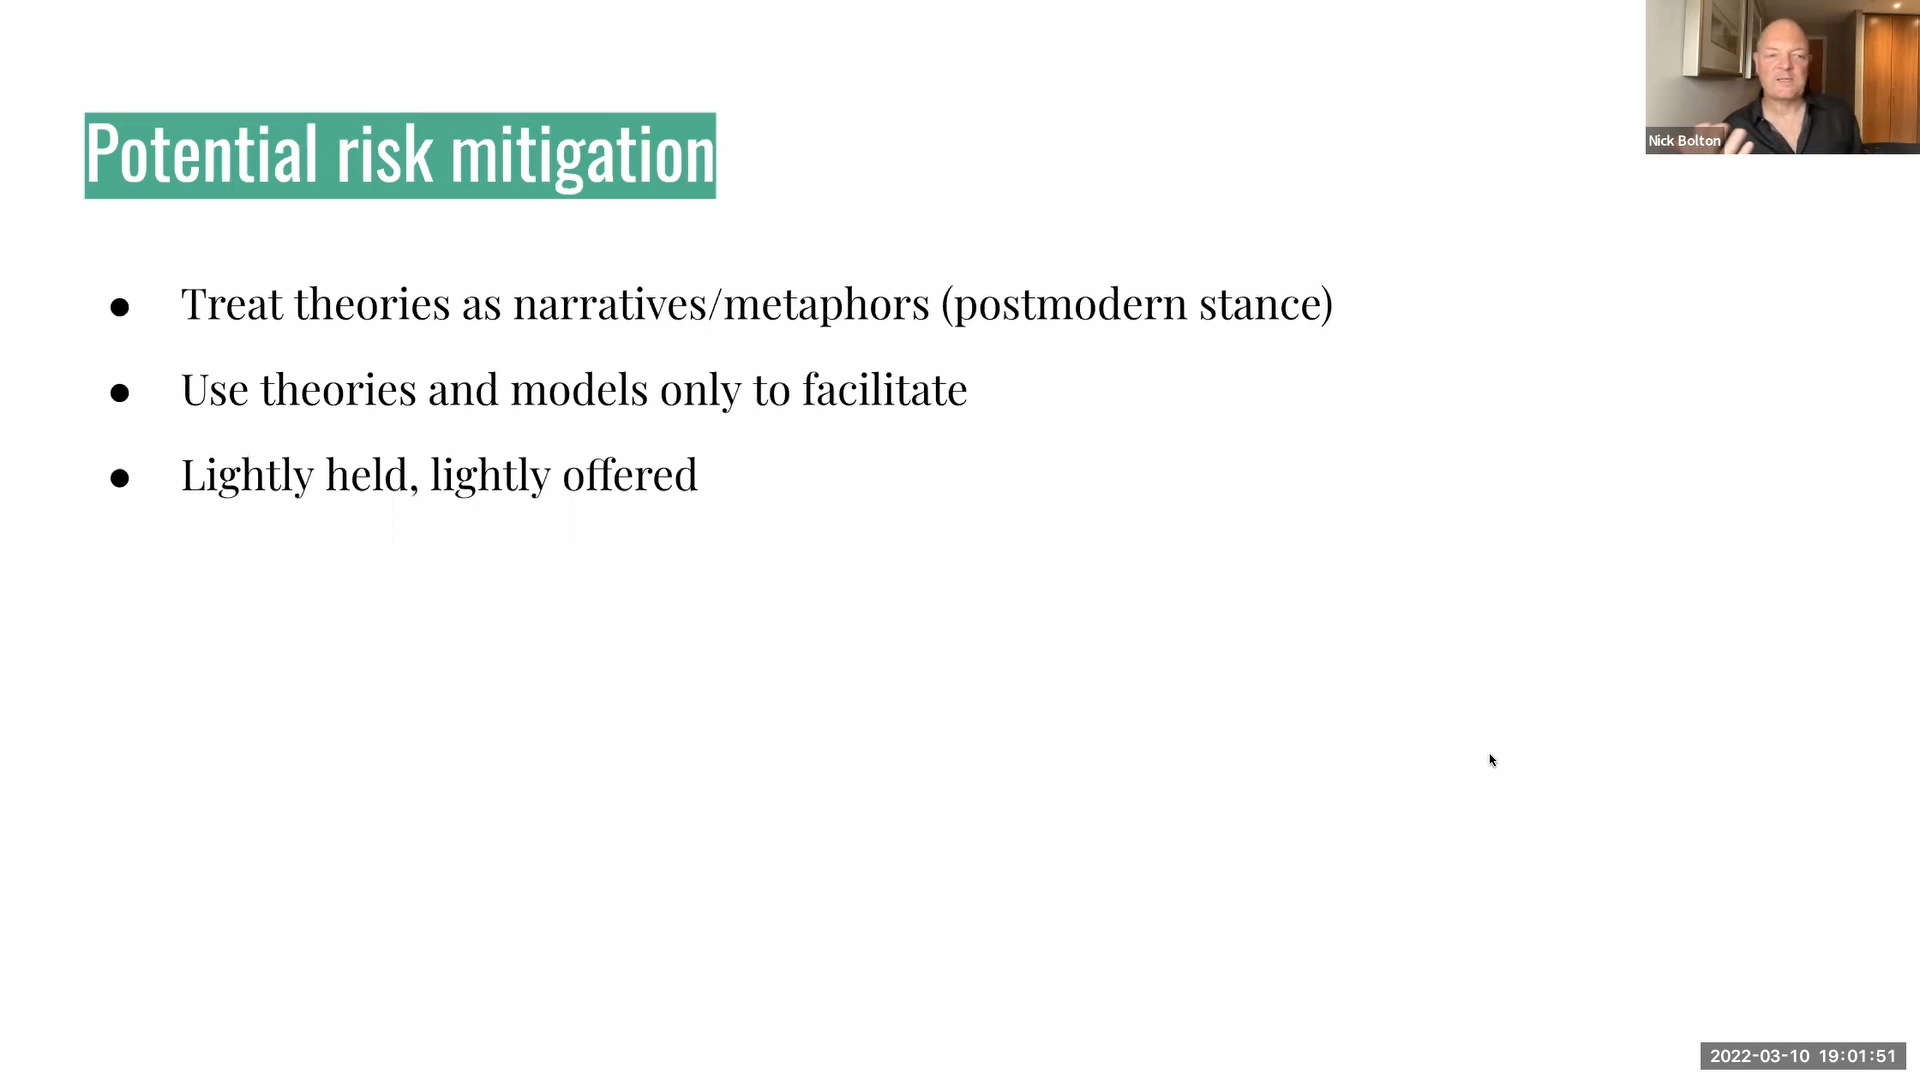 Potential risk mitigation
Nick Bolton
● Treat theories as narratives/metaphors (postmodern stance)
● Use theories and models only to facilitate
● Lightly held, lightly offered
2022-03-10 19:01:51